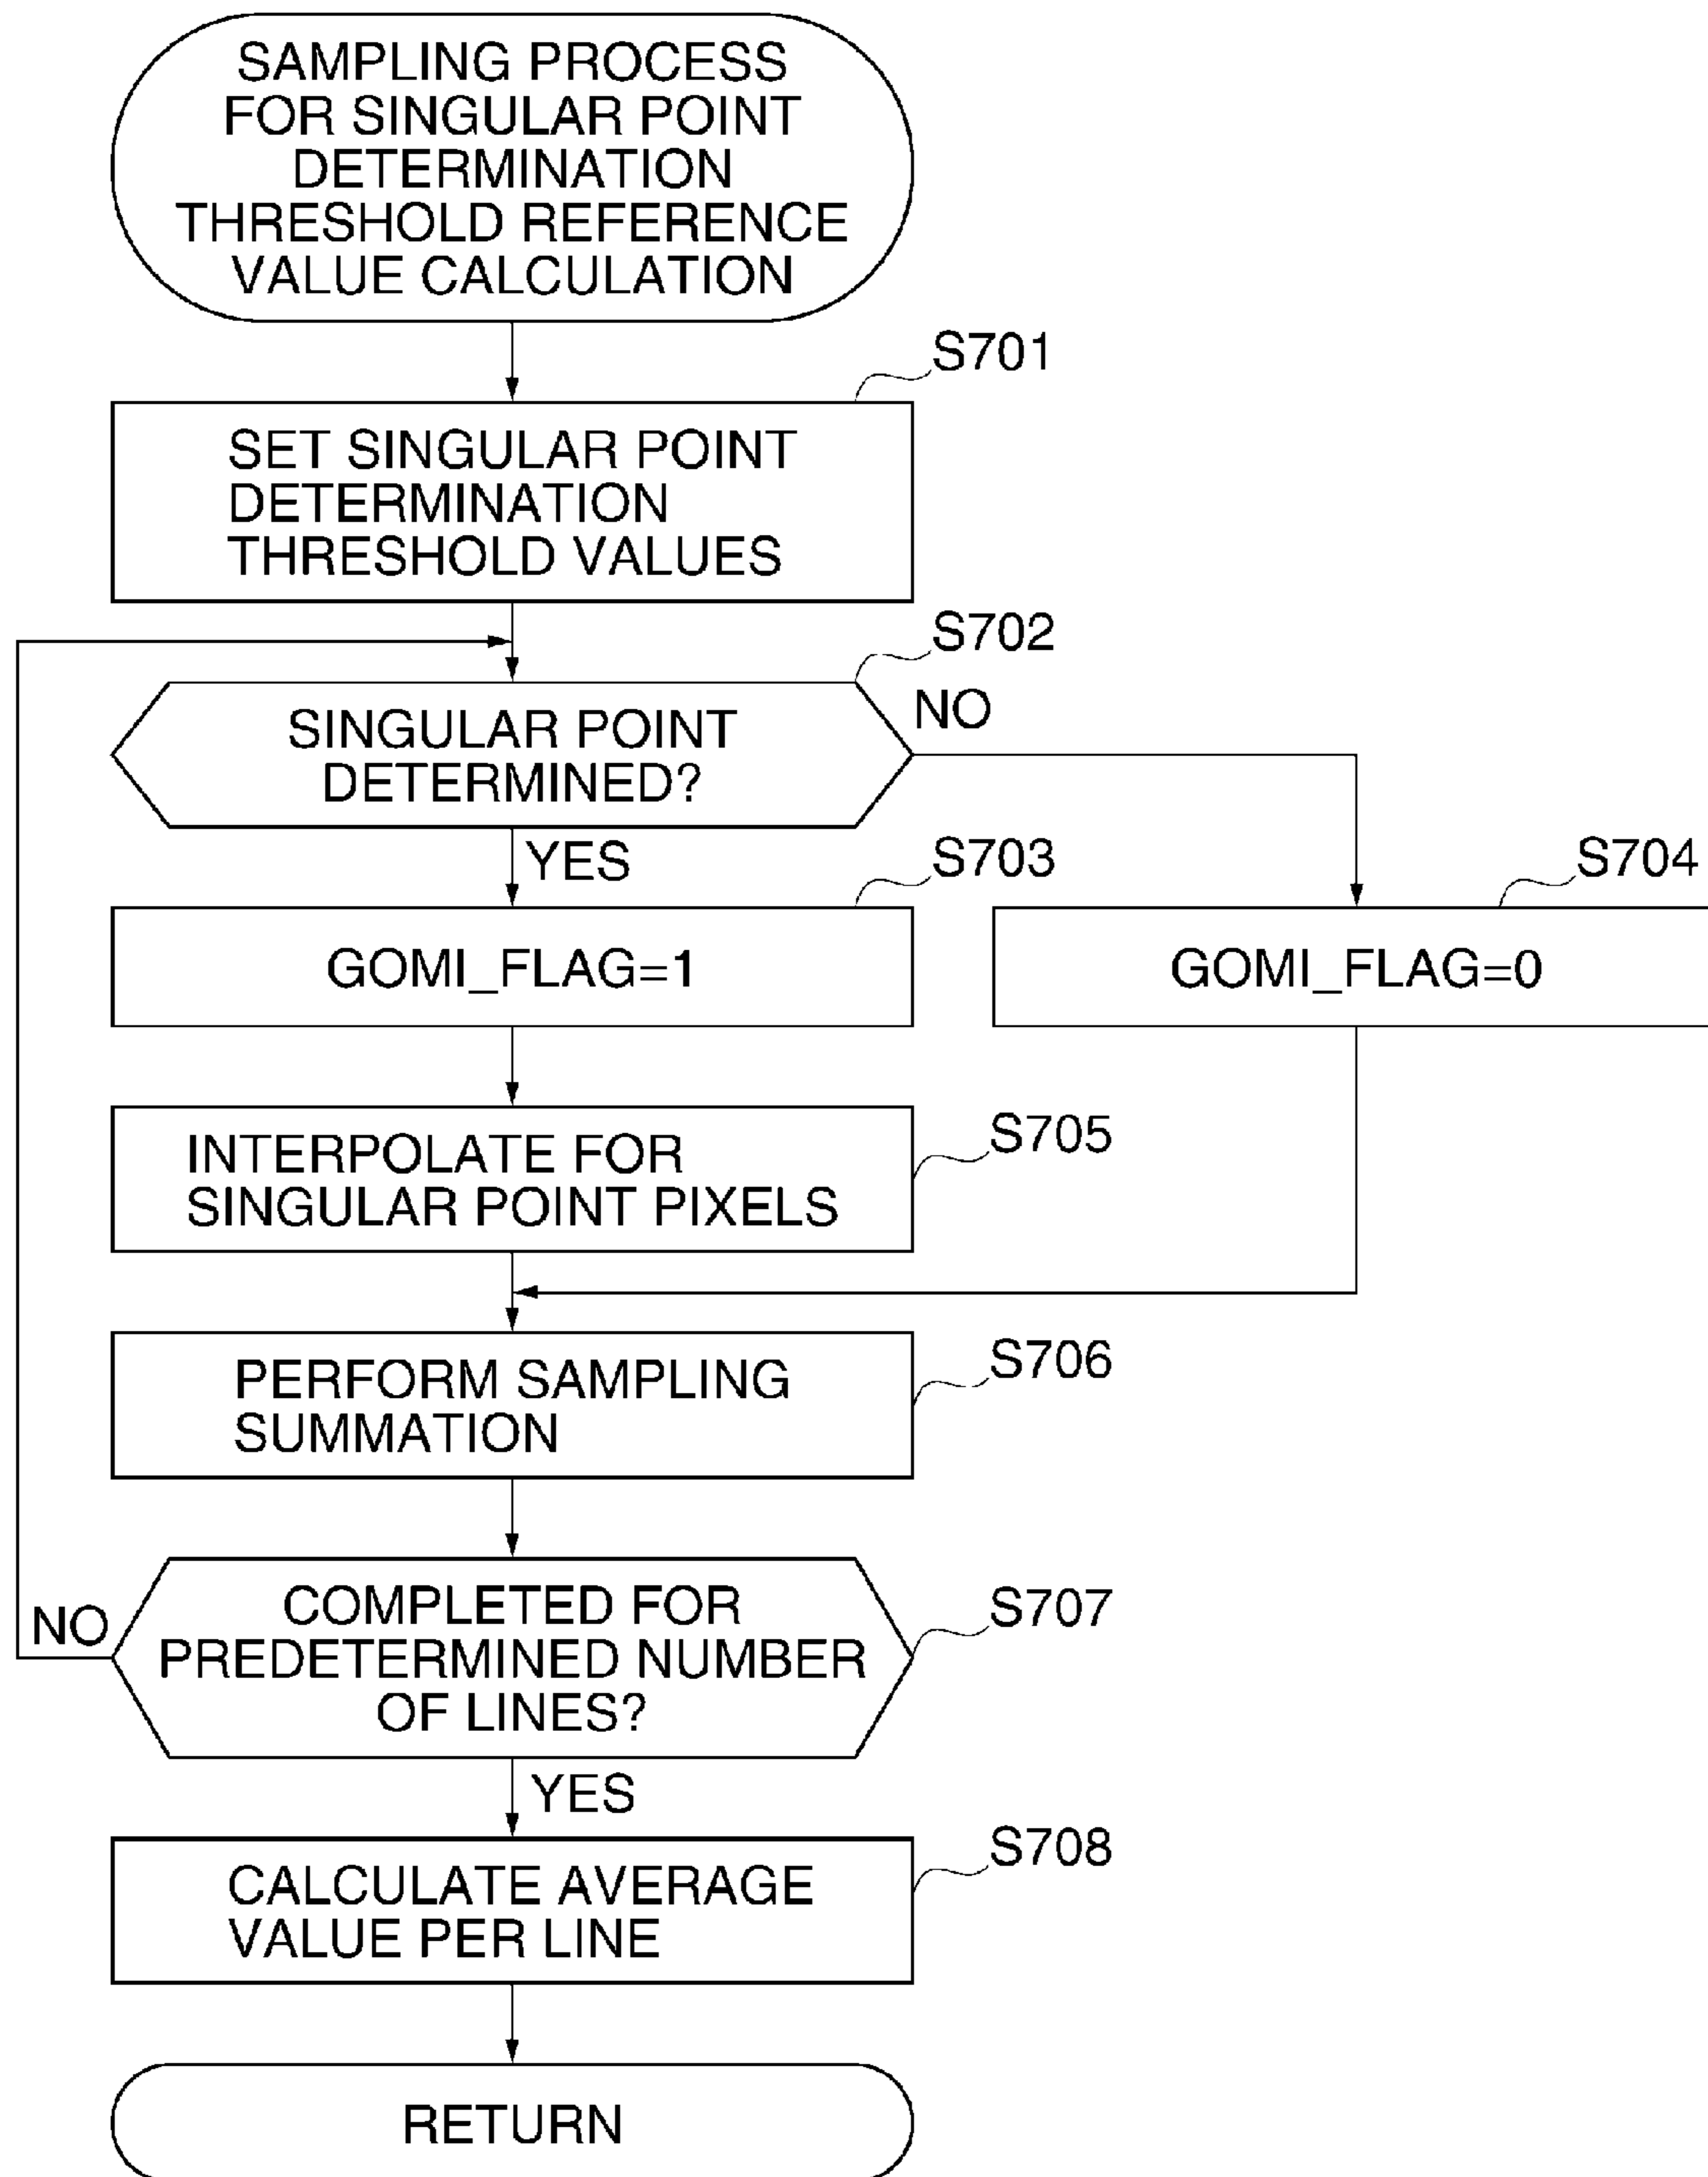 SAMPLING PROCESS
FOR SINGULAR POINT
DETERMINATION
THRESHOLD REFERENCE
VALUE CALCULATION
S701
SET SINGULAR POINT
DETERMINATION
THRESHOLD VALUES
S702
SINGULAR POINT
DETERMINED?
NO
YES
S703
GOMI_FLAG=1
S704
GOMI_FLAG=0
S705
INTERPOLATE FOR
SINGULAR POINT PIXELS
S706
PERFORM SAMPLING
SUMMATION
S707
COMPLETED FOR
PREDETERMINED NUMBER
OF LINES?
NO
YES
S708
CALCULATE AVERAGE
VALUE PER LINE
RETURN